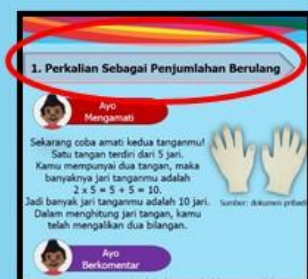 1. Perkalian Sebagai Penjumlahan Berulang
Ayo
Mengamati
Sekarang coba amati kedua tanganmu!
Satu tangan terdiri dari 5 jari.
Kamu mempunyai dua tangan, maka
banyaknya jari tanganmu adalah
2 x 5 = 5 + 5 = 10.
Jadi banyak jari tanganmu adalah 10 jari.
Sumber: dokumen pribadi
Dalam menghitung jari tangan, kamu
telah mengalikan dua bilangan.
Ayo
Berkomentar